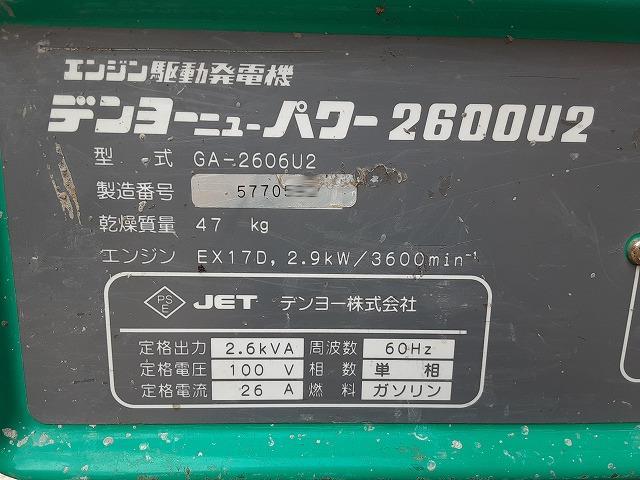 エンジン駆動発電機
デンヨーニューパワー2600U2
型 式 GA-2606U2
製造番号
乾燥質量 47 kg
エンジン EX17D, 2.9kW/3600min⁻¹
PS E JET デンヨー株式会社
定格出力 2.6kVA 周波数 60Hz
定格電圧 100 V 相数 単相
定格電流 26 A 燃料 ガソリン